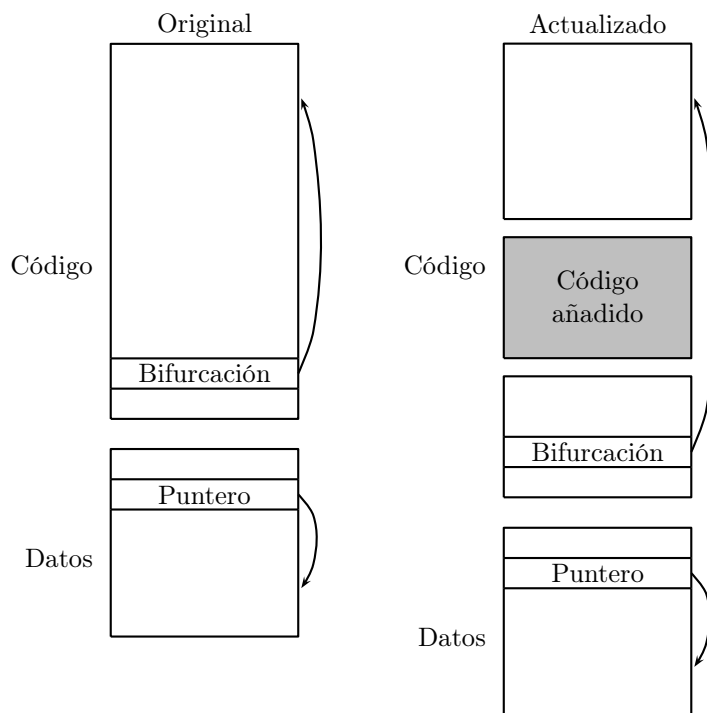 Original
Código
Bifurcación
Puntero
Datos
Actualizado
Código
Código
añadido
Bifurcación
Puntero
Datos